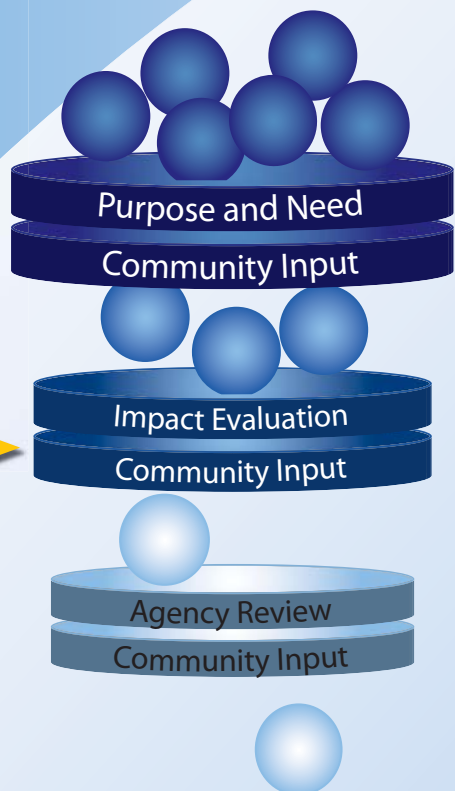 Purpose and Need
Community Input
Impact Evaluation
Community Input
Agency Review
Community Input